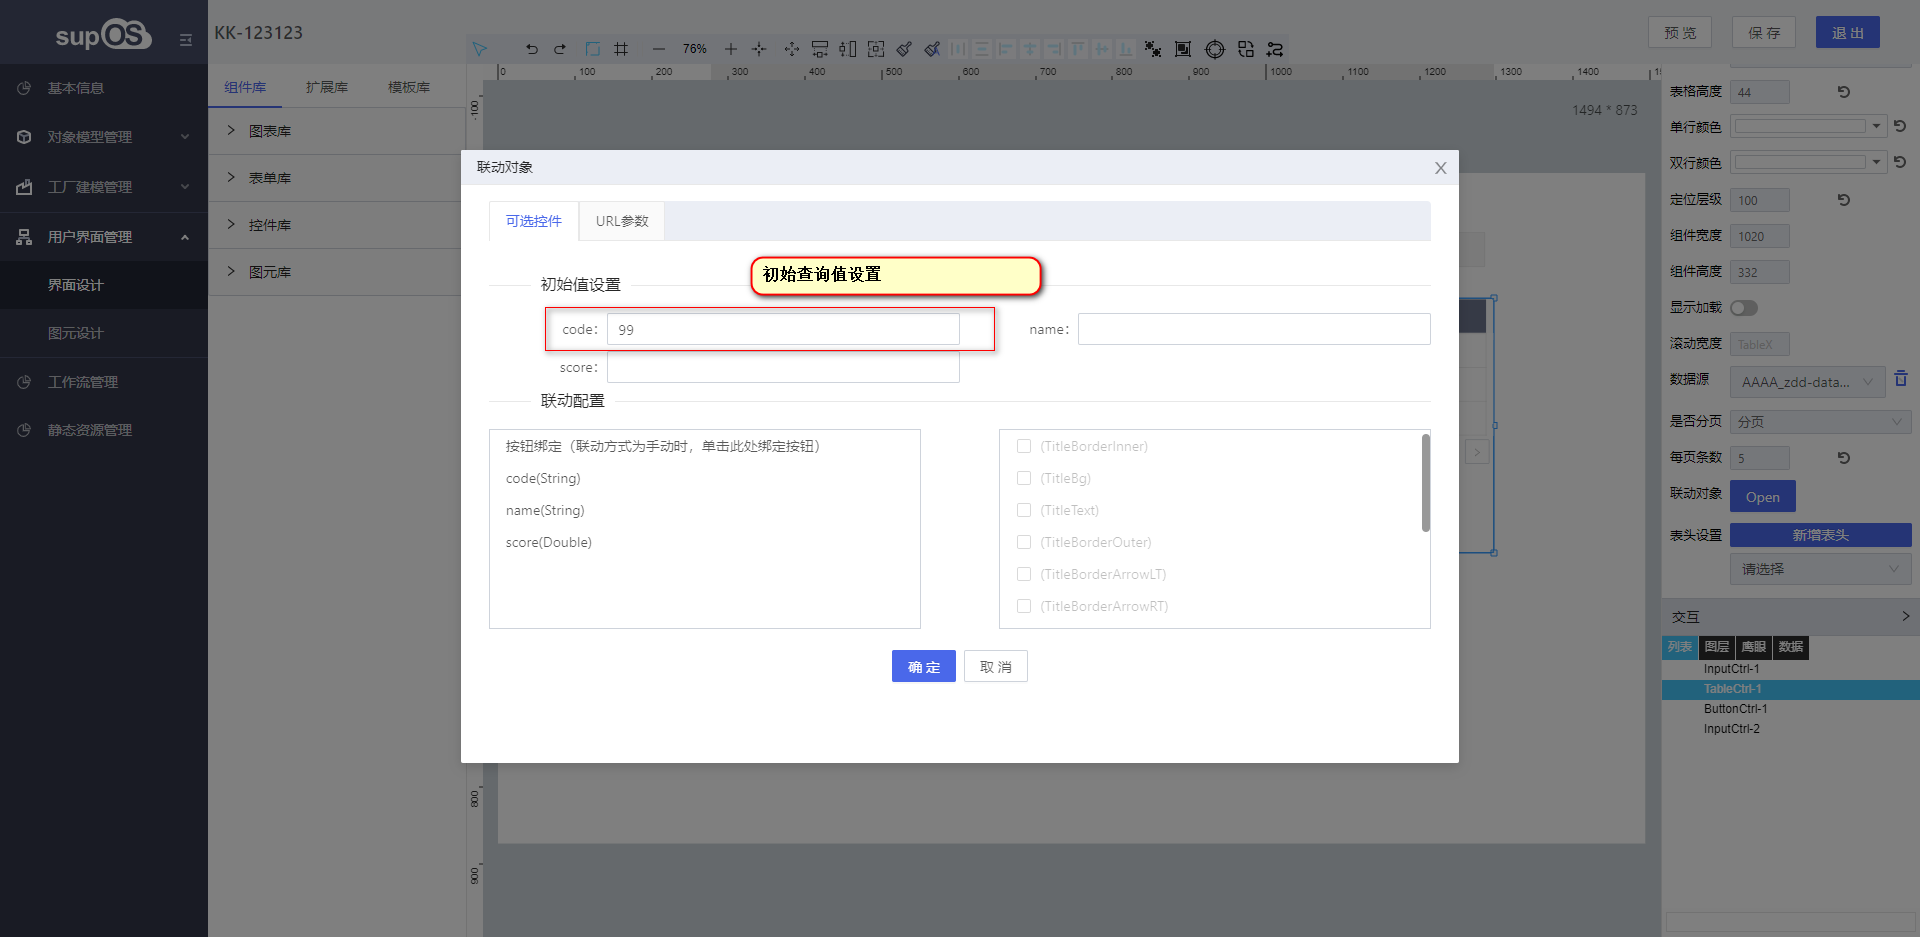 supOS
KK-123123
76%
预 览
保 存
退 出
基本信息
对象模型管理
工厂建模管理
用户界面管理
界面设计
图元设计
工作流管理
静态资源管理
组件库
扩展库
模板库
图表库
表单库
控件库
图元库
0
100
200
300
400
500
600
700
800
900
1000
1100
1200
1300
1400
-100
800
900
1494 * 873
联动对象
X
可选控件
URL参数
初始值设置
初始查询值设置
code：
99
name：
score：
联动配置
按钮绑定（联动方式为手动时，单击此处绑定按钮）
code(String)
name(String)
score(Double)
(TitleBorderInner)
(TitleBg)
(TitleText)
(TitleBorderOuter)
(TitleBorderArrowLT)
(TitleBorderArrowRT)
确 定
取 消
表格高度
44
单行颜色
双行颜色
定位层级
100
组件宽度
1020
组件高度
332
显示加载
滚动宽度
TableX
数据源
AAAA_zdd-data...
是否分页
分页
每页条数
5
联动对象
Open
表头设置
新增表头
请选择
交互
列表
图层
鹰眼
数据
InputCtrl-1
TableCtrl-1
ButtonCtrl-1
InputCtrl-2